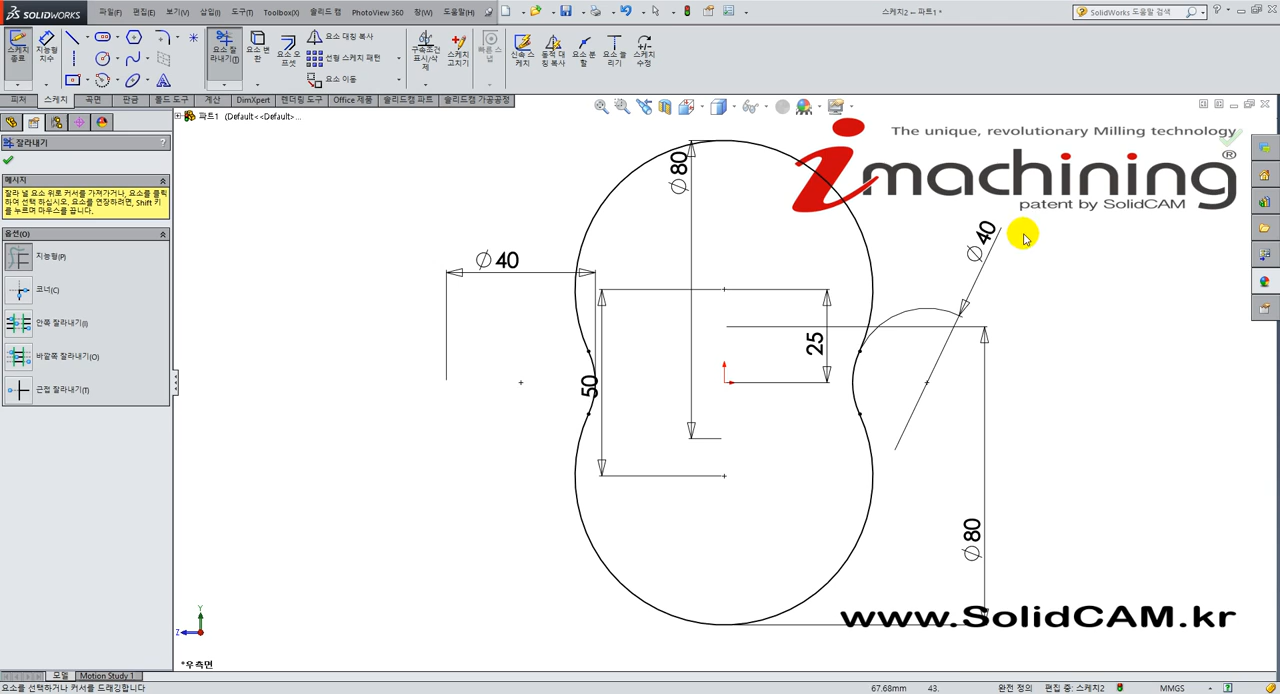 SOLIDWORKS
파일(F) 편집(E) 보기(V) 삽입(I) 도구(T) Toolbox(X) 솔리드 캠 PhotoView 360 창(W) 도움말(H)
스케치2 - 파트1 *
SolidWorks 도움말 검색
스케치 종료
지능형 치수
요소 잘라내기(T)
요소 변환
요소 오프셋
요소 대칭 복사
선형 스케치 패턴
요소 이동
구속조건 표시/삭제
스케치 고치기
빠른 스냅
신속 스케치
동적 대칭 복사
요소 분할
요소 늘리기
스케치 수정
피처 스케치 곡면 판금 몰드 도구 계산 DimXpert 렌더링 도구 Office 제품 솔리드캠 파트 솔리드캠 가공공정
파트1 (Default<<Default>...
잘라내기
?
메시지
잘라 낼 요소 위로 커서를 가져가거나, 요소를 클릭
하여 선택 하십시오, 요소를 연장하려면, Shift 키
를 누르며 마우스를 끕니다.
옵션(O)
지능형(P)
코너(C)
안쪽 잘라내기(I)
바깥쪽 잘라내기(O)
근접 잘라내기(T)
The unique, revolutionary Milling technology
imachining®
patent by SolidCAM
∅80
∅40
∅40
25
50
∅80
www.SolidCAM.kr
Y
Z
*우측면
모델 Motion Study 1
요소를 선택하거나 커서를 드래깅합니다
67.68mm 43. 완전 정의 편집 중: 스케치2 MMGS